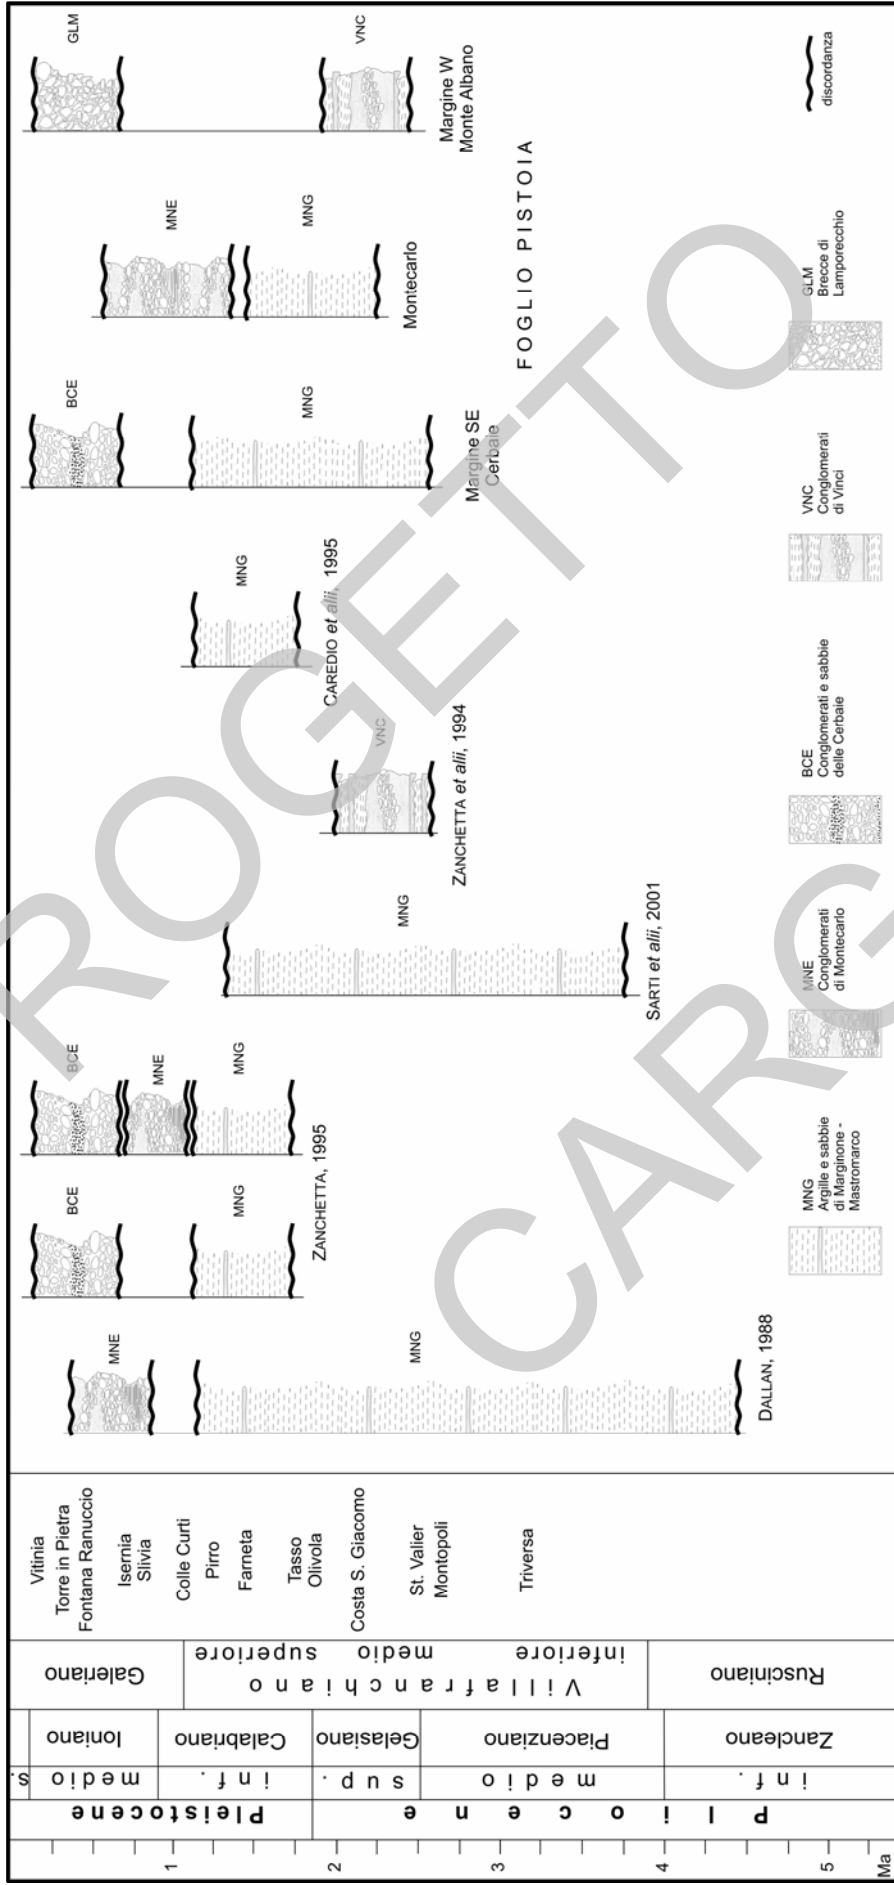 GLM
VNC
Margine W
Monte Albano
discordanza
MNE
MNG
Montecarlo
FOGLIO PISTOIA
GLM
Brecce di
Lamporecchio
BCE
MNG
Margine SE
Cerbaie
VNC
Conglomerati
di Vinci
MNG
CAREDIO et alii, 1995
VNC
ZANCHETTA et alii, 1994
BCE
Conglomerati e sabbie
delle Cerbaie
MNG
SARTI et alii, 2001
MNE
Conglomerati
di Montecarlo
BCE
MNE
MNG
BCE
MNG
ZANCHETTA, 1995
MNG
Argille e sabbie
di Marginone -
Mastromarco
MNE
MNG
DALLAN, 1988
Vitinia
Torre in Pietra
Fontana Ranuccio
Isernia
Slivia
Colle Curti
Pirro
Farneta
Tasso
Olivola
Costa S. Giacomo
St. Valier
Montopoli
Triversa
Galeriano
Villafranchiano
inferiore medio superiore
Rusciniano
Ioniano
Calabriano
Gelasiano
Piacenziano
Zancleano
s.
medio
inf.
sup.
medio
inf.
Pleistocene
Pliocene
1
2
3
4
5
Ma
ROGETTO
CARG